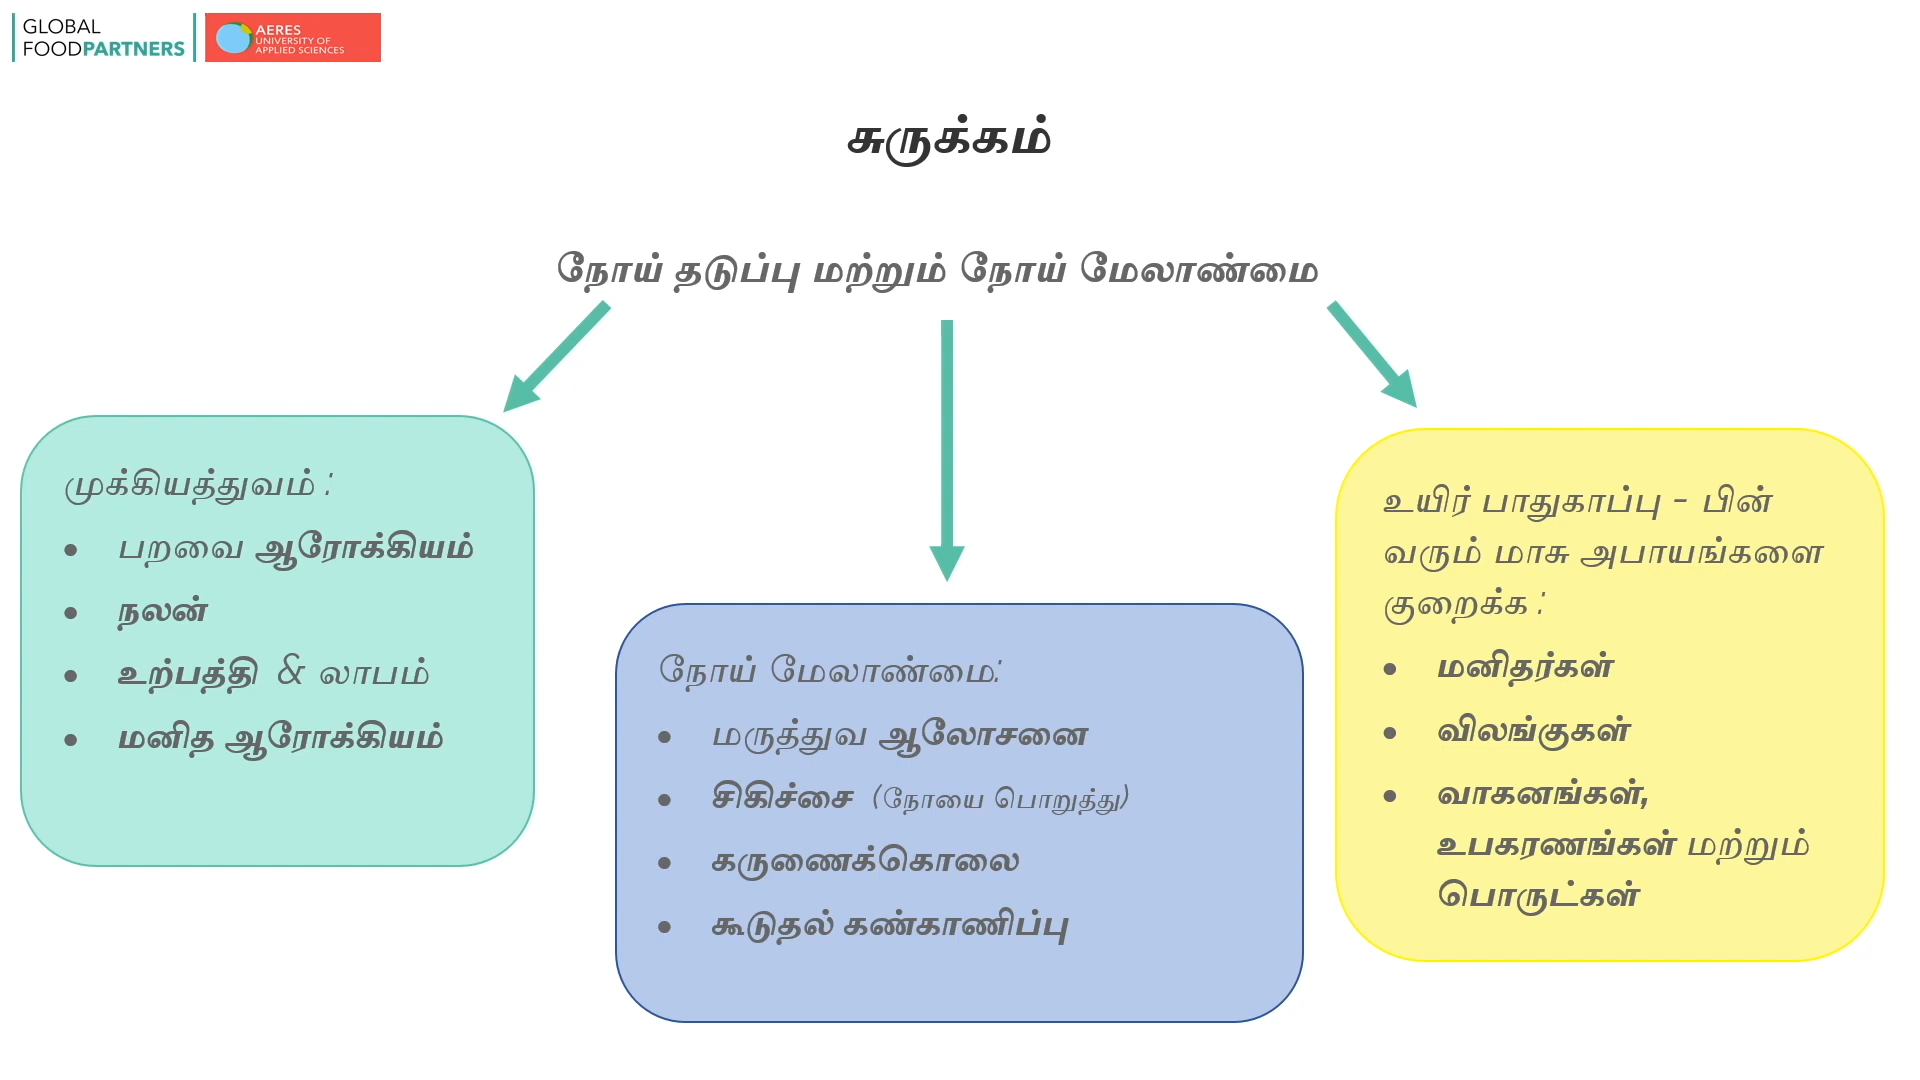 GLOBAL
FOODPARTNERS
AERES
UNIVERSITY OF
APPLIED SCIENCES
சுருக்கம்
நோய் தடுப்பு மற்றும் நோய் மேலாண்மை
முக்கியத்துவம் :
• பறவை ஆரோக்கியம்
• நலன்
• உற்பத்தி & லாபம்
• மனித ஆரோக்கியம்
நோய் மேலாண்மை:
• மருத்துவ ஆலோசனை
• சிகிச்சை (நோயை பொறுத்து)
• கருணைக்கொலை
• கூடுதல் கண்காணிப்பு
உயிர் பாதுகாப்பு - பின்
வரும் மாசு அபாயங்களை
குறைக்க :
• மனிதர்கள்
• விலங்குகள்
• வாகனங்கள்,
உபகரணங்கள் மற்றும்
பொருட்கள்